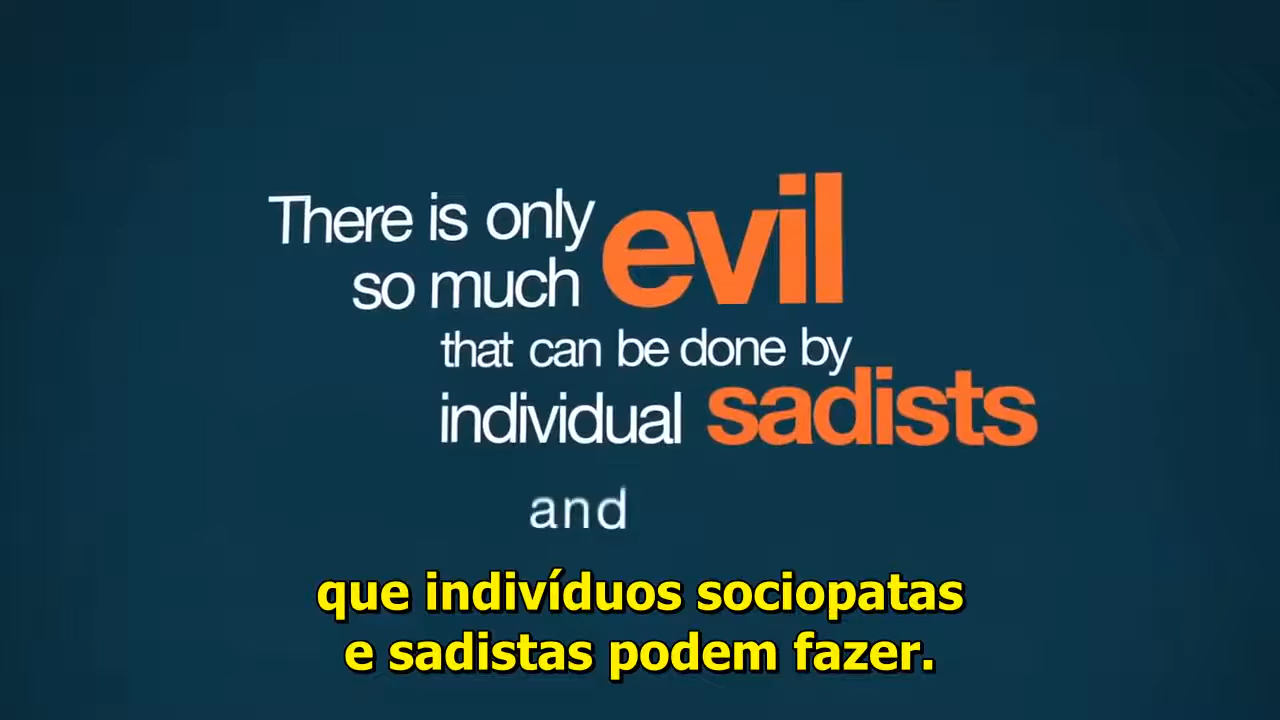 There is only evil
so much
that can be done by
individual sadists
and
que indivíduos sociopatas
e sadistas podem fazer.